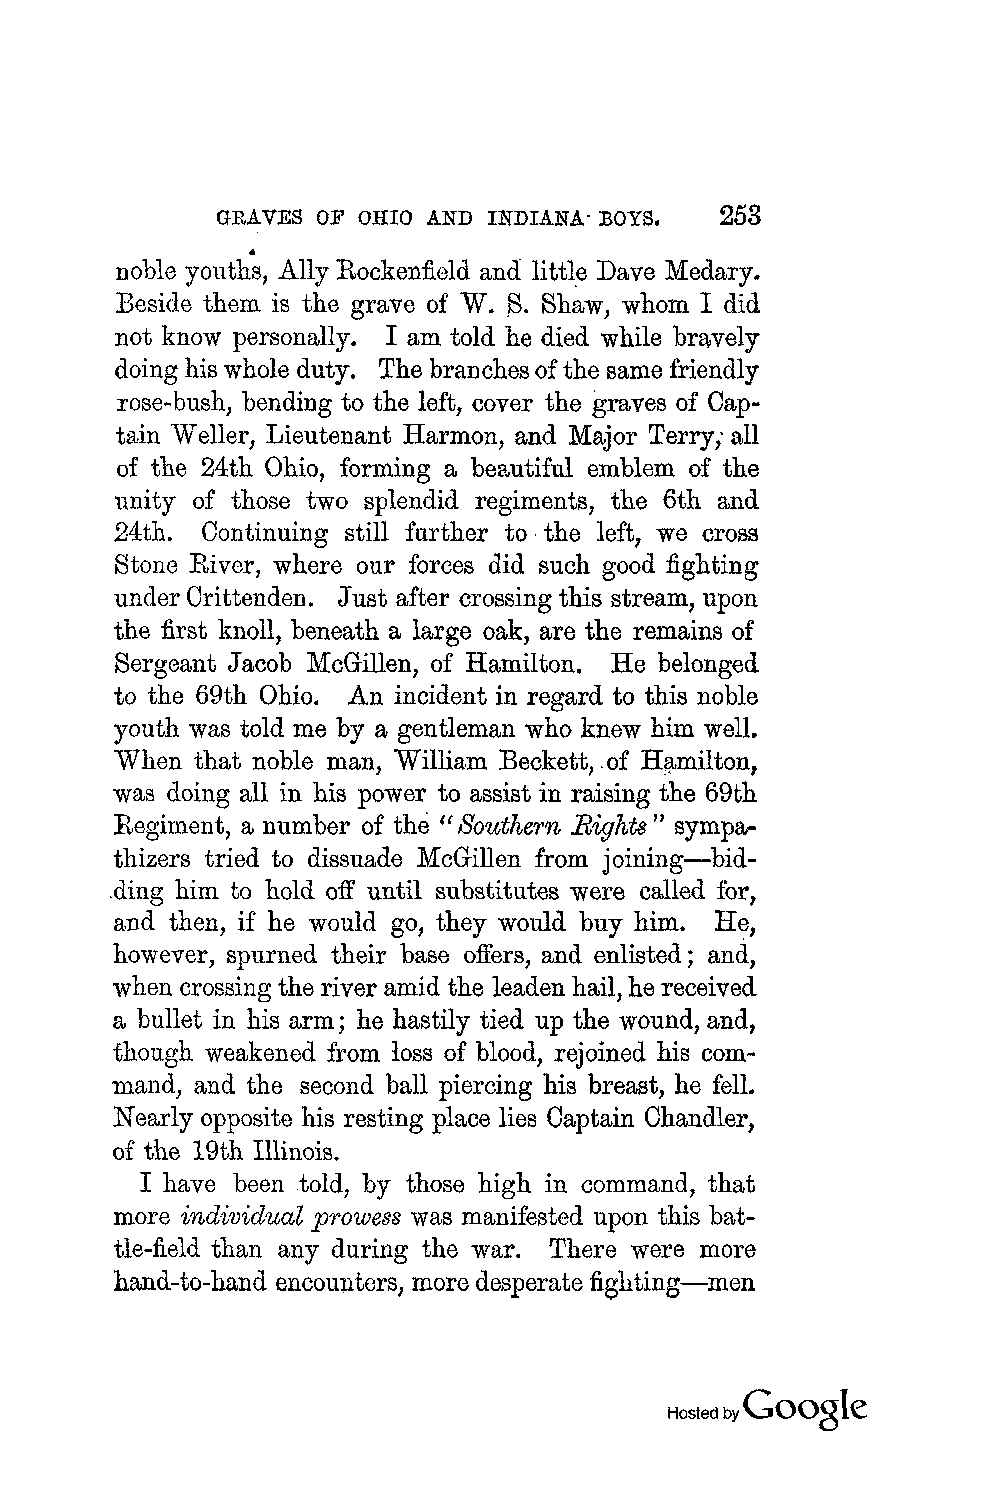 GRAVES OF OHIO AND INDIANA BOYS. 253
noble youths, Ally Rockenfield and little Dave Medary.
Beside them is the grave of W. S. Shaw, whom I did
not know personally. I am told he died while bravely
doing his whole duty. The branches of the same friendly
rose-bush, bending to the left, cover the graves of Cap-
tain Weller, Lieutenant Harmon, and Major Terry, all
of the 24th Ohio, forming a beautiful emblem of the
unity of those two splendid regiments, the 6th and
24th. Continuing still further to the left, we cross
Stone River, where our forces did such good fighting
under Crittenden. Just after crossing this stream, upon
the first knoll, beneath a large oak, are the remains of
Sergeant Jacob McGillen, of Hamilton. He belonged
to the 69th Ohio. An incident in regard to this noble
youth was told me by a gentleman who knew him well.
When that noble man, William Beckett, of Hamilton,
was doing all in his power to assist in raising the 69th
Regiment, a number of the "Southern Rights" sympa-
thizers tried to dissuade McGillen from joining—bid-
ding him to hold off until substitutes were called for,
and then, if he would go, they would buy him. He,
however, spurned their base offers, and enlisted; and,
when crossing the river amid the leaden hail, he received
a bullet in his arm; he hastily tied up the wound, and,
though weakened from loss of blood, rejoined his com-
mand, and the second ball piercing his breast, he fell.
Nearly opposite his resting place lies Captain Chandler,
of the 19th Illinois.
I have been told, by those high in command, that
more individual prowess was manifested upon this bat-
tle-field than any during the war. There were more
hand-to-hand encounters, more desperate fighting—men
Hosted by Google